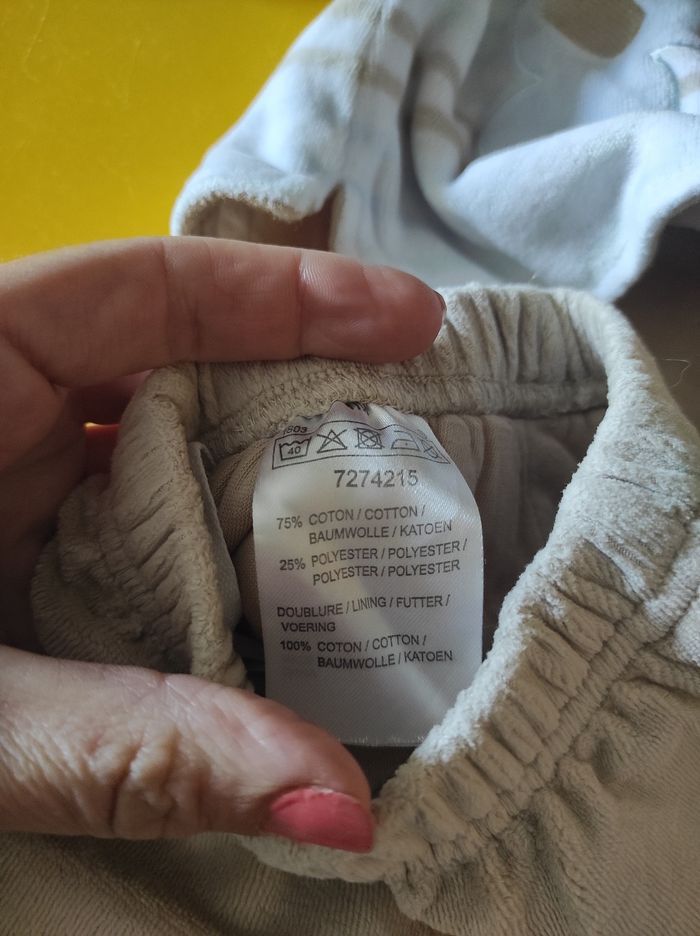 40
7274215
75% COTON / COTTON /
BAUMWOLLE / KATOEN
25% POLYESTER / POLYESTER /
POLYESTER / POLYESTER
DOUBLURE / LINING / FUTTER /
VOERING
100% COTON / COTTON /
BAUMWOLLE / KATOEN